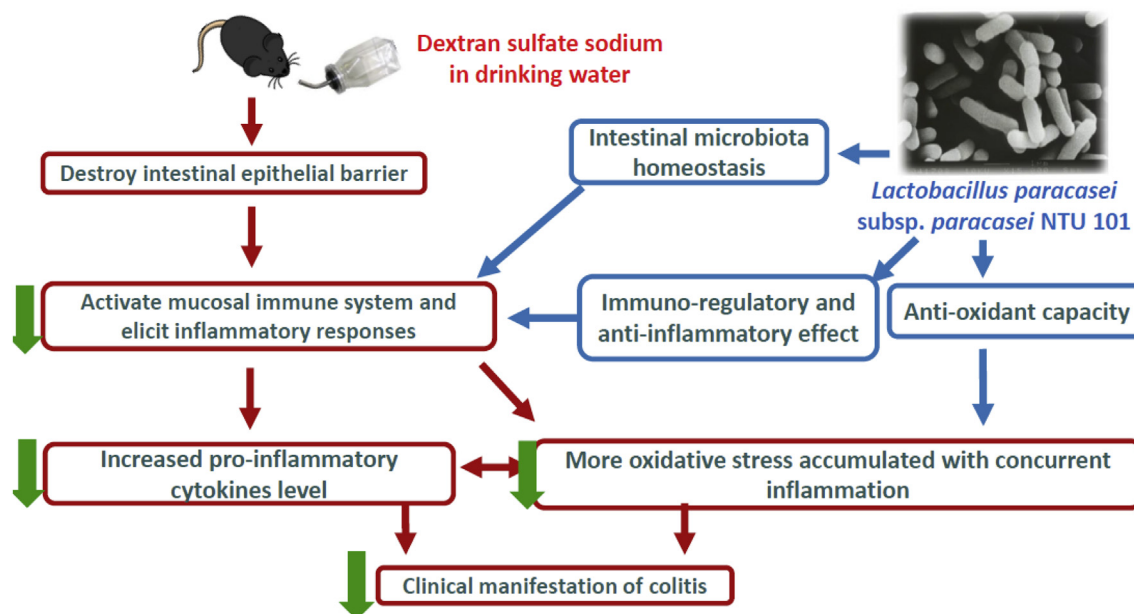 Dextran sulfate sodium
in drinking water
Destroy intestinal epithelial barrier
Intestinal microbiota
homeostasis
Lactobacillus paracasei
subsp. paracasei NTU 101
Activate mucosal immune system and
elicit inflammatory responses
Immuno-regulatory and
anti-inflammatory effect
Anti-oxidant capacity
Increased pro-inflammatory
cytokines level
More oxidative stress accumulated with concurrent
inflammation
Clinical manifestation of colitis